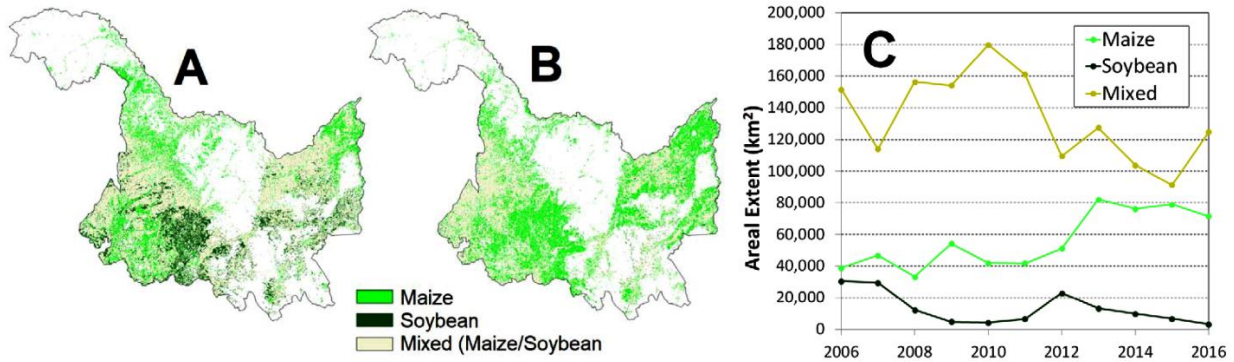 A
B
Maize
Soybean
Mixed (Maize/Soybean
C
Areal Extent (km²)
200,000
180,000
160,000
140,000
120,000
100,000
80,000
60,000
40,000
20,000
0
2006 2008 2010 2012 2014 2016
Maize
Soybean
Mixed